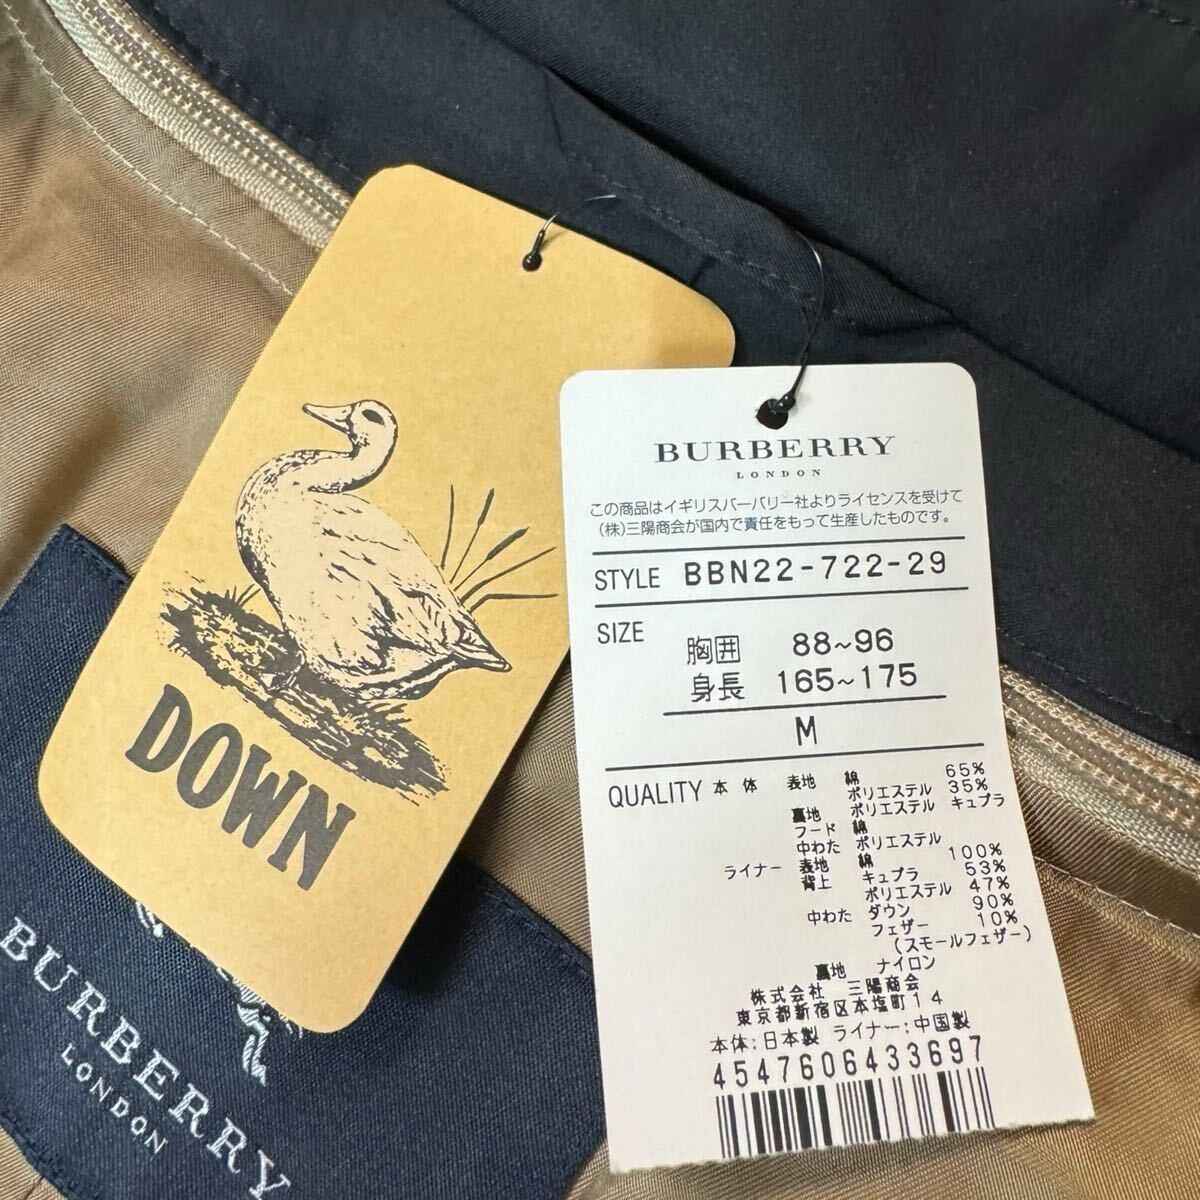 DOWN
BURBERRY
LONDON
BURBERRY
LONDON
この商品はイギリスバーバリー社よりライセンスを受けて
(株)三陽商会が国内で責任をもって生産したものです。
STYLE BBN22-722-29
SIZE 胸囲 88~96
身長 165~175
M
QUALITY 本体 表地 綿 65%
ポリエステル 35%
裏地 ポリエステル キュプラ
フード 綿
中わた ポリエステル
ライナー 表地 綿 100%
背上 キュプラ 53%
ポリエステル 47%
中わた ダウン 90%
フェザー 10%
(スモールフェザー)
裏地 ナイロン
株式会社 三陽商会
東京都新宿区本塩町14
本体:日本製 ライナー:中国製
4547606433697